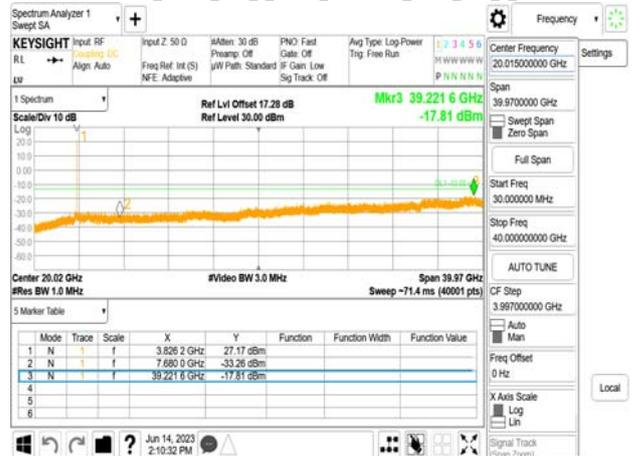 Spectrum Analyzer 1
Swept SA
Frequency
KEYSIGHT
RL
Input: RF
Coupling: DC
Align: Auto
Input Z: 50 Ω
Freq Ref: Int (S)
NFE: Adaptive
#Atten: 30 dB
Preamp: Off
µW Path: Standard
PNO: Fast
Gate: Off
IF Gain: Low
Sig Track: Off
Avg Type: Log-Power
Trig: Free Run
1 2 3 4 5 6
M W W W W W
P N N N N N
Center Frequency
20.015000000 GHz
Settings
Span
39.9700000 GHz
Swept Span
Zero Span
Full Span
Start Freq
30.000000 MHz
Stop Freq
40.000000000 GHz
AUTO TUNE
CF Step
3.997000000 GHz
Auto
Man
Freq Offset
0 Hz
X Axis Scale
Log
Lin
Signal Track
(Span Zoom)
Local
1 Spectrum
Scale/Div 10 dB
Ref Lvl Offset 17.28 dB
Ref Level 30.00 dBm
Mkr3 39.221 6 GHz
-17.81 dBm
Log
20.0
10.0
0.00
-10.0
-20.0
-30.0
-40.0
-50.0
-60.0
1
2
3
Center 20.02 GHz
#Res BW 1.0 MHz
#Video BW 3.0 MHz
Span 39.97 GHz
Sweep ~71.4 ms (40001 pts)
5 Marker Table
Mode Trace Scale X Y Function Function Width Function Value
1 N 1 f 3.826 2 GHz 27.17 dBm
2 N 1 f 7.680 0 GHz -33.26 dBm
3 N 1 f 39.221 6 GHz -17.81 dBm
4
5
6
?
Jun 14, 2023
2:10:32 PM